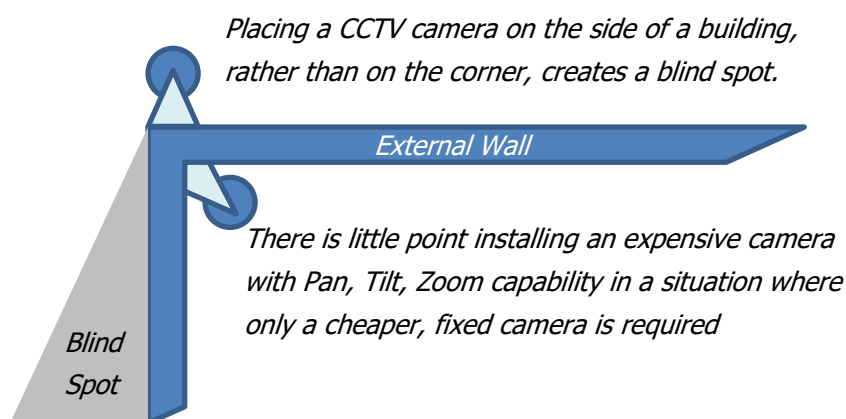 Placing a CCTV camera on the side of a building,
rather than on the corner, creates a blind spot.
External Wall
There is little point installing an expensive camera
with Pan, Tilt, Zoom capability in a situation where
only a cheaper, fixed camera is required
Blind
Spot